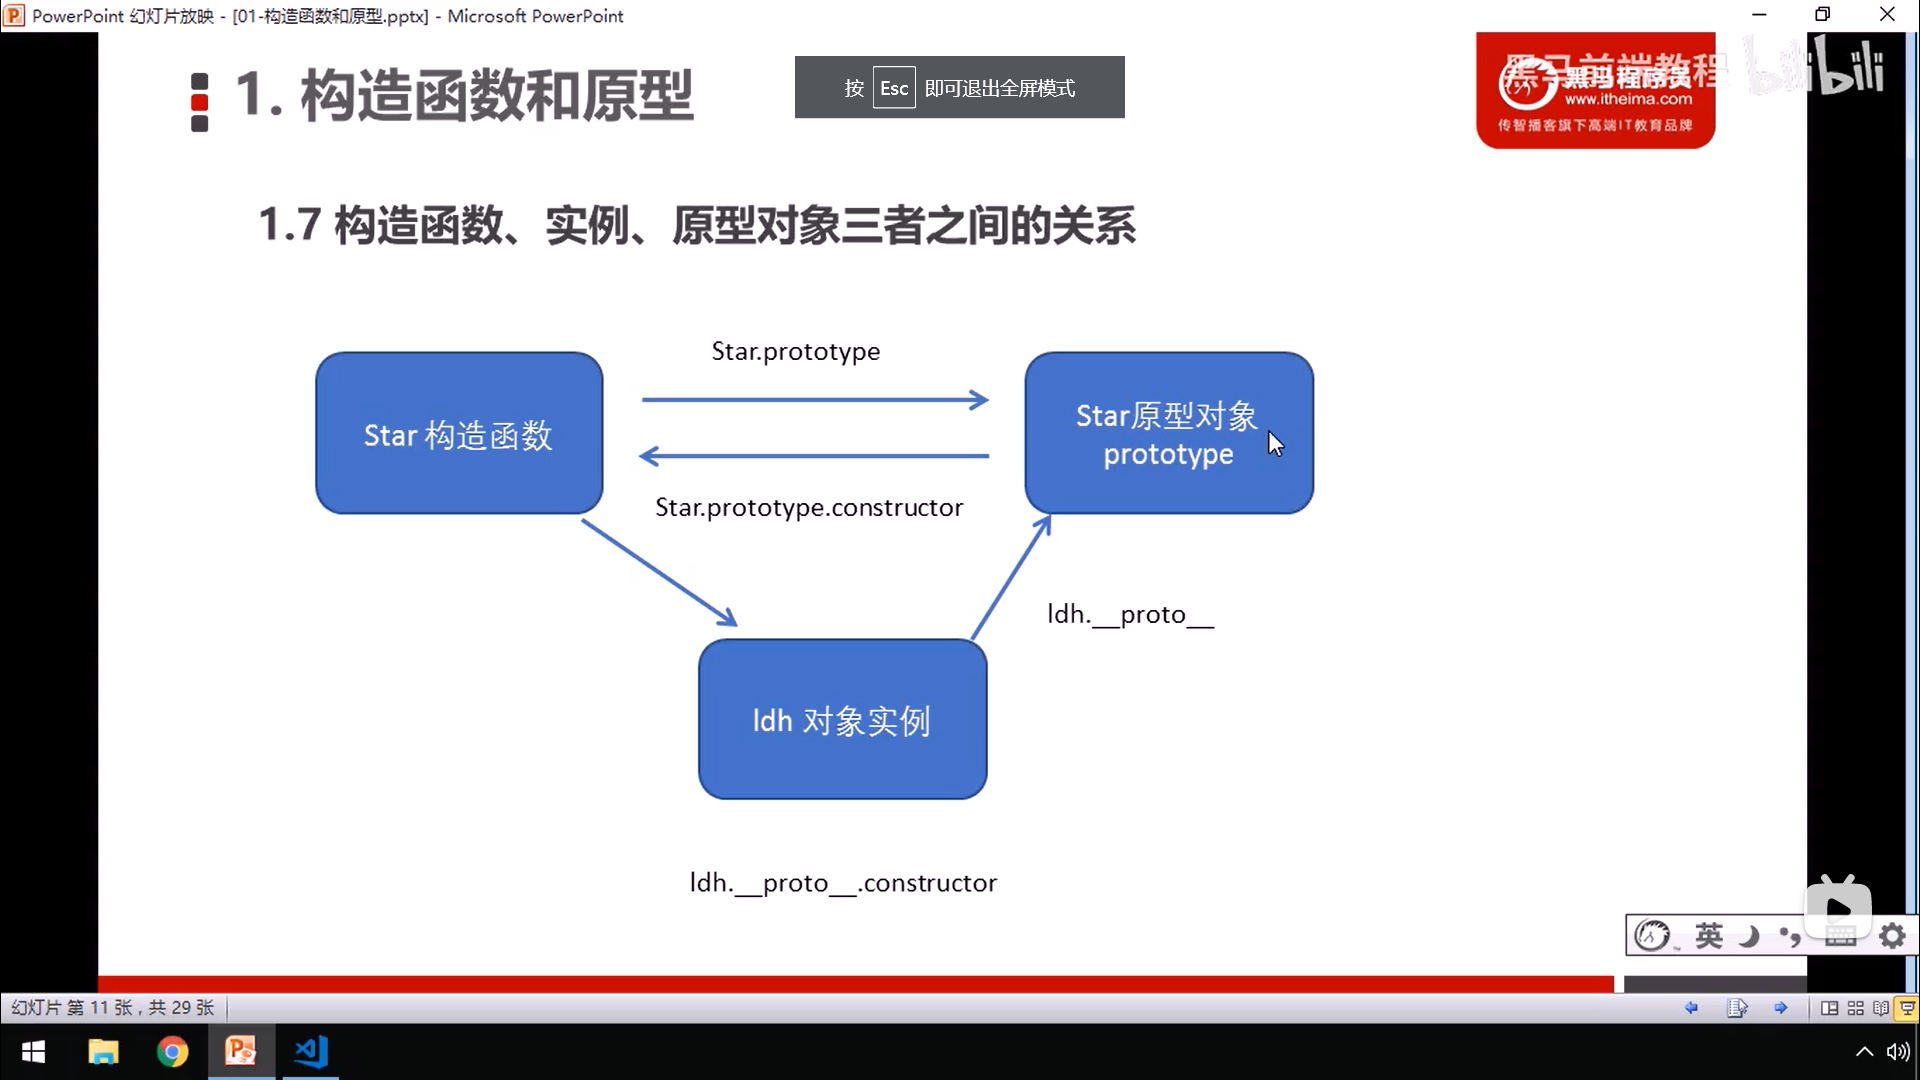 PowerPoint 幻灯片放映 - [01-构造函数和原型.pptx] - Microsoft PowerPoint
1. 构造函数和原型
按 Esc 即可退出全屏模式
黑马前端教程 bilibili
黑马程序员
www.itheima.com
传智播客旗下高端IT教育品牌
1.7 构造函数、实例、原型对象三者之间的关系
Star.prototype
Star 构造函数
Star原型对象
prototype
Star.prototype.constructor
ldh.__proto__
ldh 对象实例
ldh.__proto__.constructor
英
幻灯片 第 11 张，共 29 张